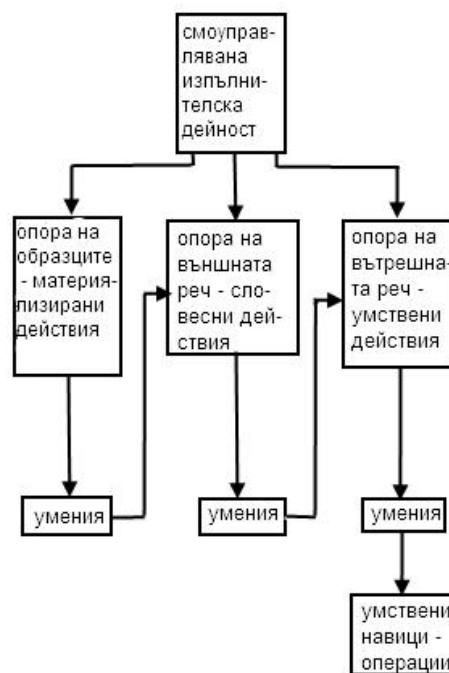 смоуправ-
лявана
изпълни-
телска
дейност
опора на
образците
- материя-
лизирани
действия
опора на
външната
реч - сло-
весни дей-
ствия
опора на
вътрешна-
та реч -
умствени
действия
умения
умения
умения
умствени
навици -
операции